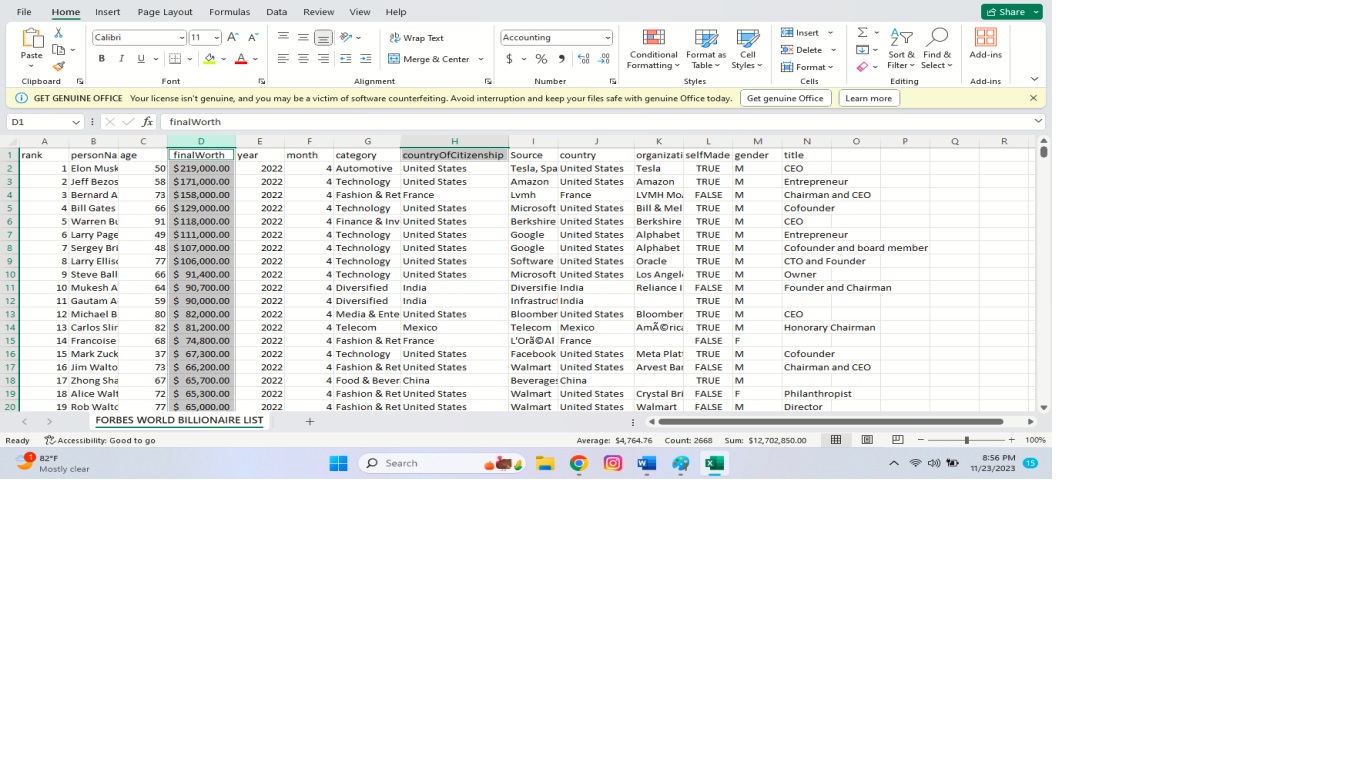 File Home Insert Page Layout Formulas Data Review View Help Share
Calibri 11 A^ Aˇ Wrap Text Accounting Insert
Paste B I U A Merge & Center $ % 9 Conditional Formatting Format as Table Cell Styles Delete Format Sort & Filter Find & Select Add-ins
Clipboard Font Alignment Number Styles Cells Editing Add-ins
GET GENUINE OFFICE Your license isn't genuine, and you may be a victim of software counterfeiting. Avoid interruption and keep your files safe with genuine Office today. Get genuine Office Learn more
D1 fx finalWorth
A B C D E F G H I J K L M N O P Q R
1 rank personNa age finalWorth year month category countryOfCitizenship Source country organizati selfMade gender title
2 1 Elon Musk 50 $219,000.00 2022 4 Automotive United States Tesla, Spa United States Tesla TRUE M CEO
3 2 Jeff Bezos 58 $171,000.00 2022 4 Technology United States Amazon United States Amazon TRUE M Entrepreneur
4 3 Bernard A 73 $158,000.00 2022 4 Fashion & Ret France Lvmh France LVMH Mo FALSE M Chairman and CEO
5 4 Bill Gates 66 $129,000.00 2022 4 Technology United States Microsoft United States Bill & Mel TRUE M Cofounder
6 5 Warren Bu 91 $118,000.00 2022 4 Finance & Inv United States Berkshire United States Berkshire TRUE M CEO
7 6 Larry Page 49 $111,000.00 2022 4 Technology United States Google United States Alphabet TRUE M Entrepreneur
8 7 Sergey Bri 48 $107,000.00 2022 4 Technology United States Google United States Alphabet TRUE M Cofounder and board member
9 8 Larry Ellisc 77 $106,000.00 2022 4 Technology United States Software United States Oracle TRUE M CTO and Founder
10 9 Steve Ball 66 $ 91,400.00 2022 4 Technology United States Microsoft United States Los Angel TRUE M Owner
11 10 Mukesh A 64 $ 90,700.00 2022 4 Diversified India Diversifie India Reliance I FALSE M Founder and Chairman
12 11 Gautam A 59 $ 90,000.00 2022 4 Diversified India Infrastruc India TRUE M
13 12 Michael B 80 $ 82,000.00 2022 4 Media & Ente United States Bloomber United States Bloomber TRUE M CEO
14 13 Carlos Slir 82 $ 81,200.00 2022 4 Telecom Mexico Telecom Mexico AmÃ©rica TRUE M Honorary Chairman
15 14 Francoise 68 $ 74,800.00 2022 4 Fashion & Ret France L'Orã©Al France FALSE F
16 15 Mark Zuck 37 $ 67,300.00 2022 4 Technology United States Facebook United States Meta Plat TRUE M Cofounder
17 16 Jim Walto 73 $ 66,200.00 2022 4 Fashion & Ret United States Walmart United States Arvest Bar FALSE M Chairman and CEO
18 17 Zhong Sha 67 $ 65,700.00 2022 4 Food & Bever China Beverages China TRUE M
19 18 Alice Walt 72 $ 65,300.00 2022 4 Fashion & Ret United States Walmart United States Crystal Bri FALSE F Philanthropist
20 19 Rob Waltc 77 $ 65,000.00 2022 4 Fashion & Ret United States Walmart United States Walmart FALSE M Director
FORBES WORLD BILLIONAIRE LIST +
Ready Accessibility: Good to go Average: $4,764.76 Count: 2668 Sum: $12,702,850.00 100%
1 82°F Mostly clear Search 8:56 PM 11/23/2023 15